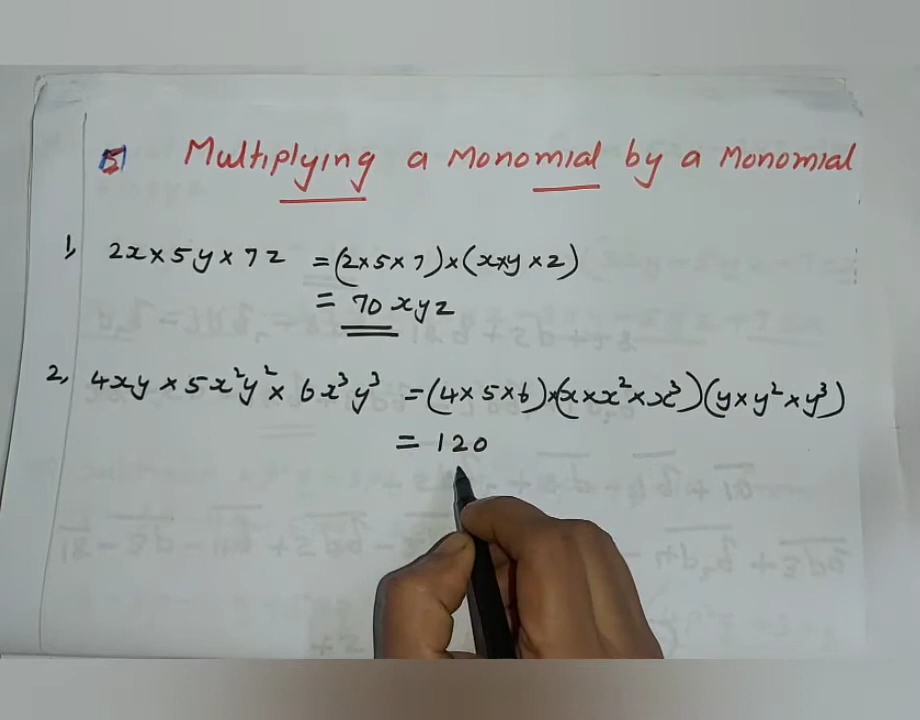 5) Multiplying a Monomial by a Monomial
1, 2x × 5y × 7z = (2×5×7)×(x×y×z)
= 70xyz
2, 4xy × 5x²y² × 6x³y³ = (4×5×6)×(x×x²×x³)(y×y²×y³)
= 120